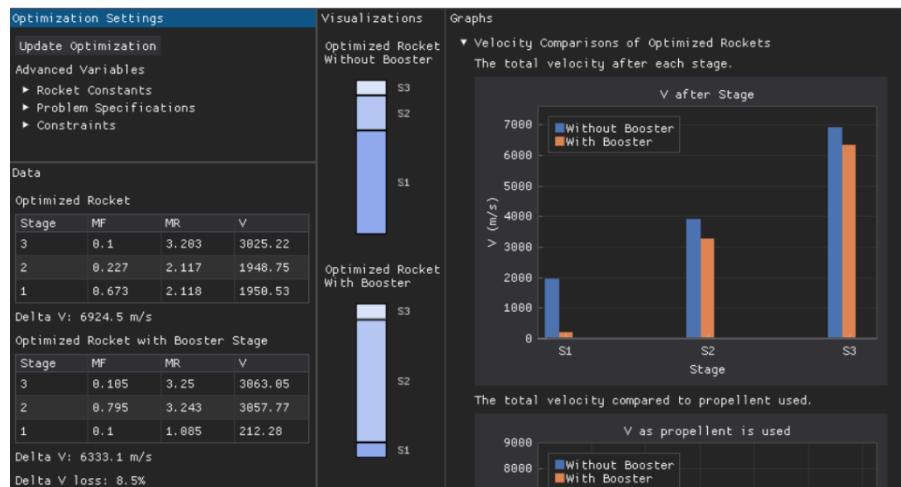 Optimization Settings
Update Optimization
Advanced Variables
Rocket Constants
Problem Specifications
Constraints
Data
Optimized Rocket
Stage MF MR V
3 0.1 3.203 3025.22
2 0.227 2.117 1948.75
1 0.673 2.118 1950.53
Delta V: 6924.5 m/s
Optimized Rocket with Booster Stage
Stage MF MR V
3 0.105 3.25 3063.05
2 0.795 3.243 3057.77
1 0.1 1.085 212.28
Delta V: 6333.1 m/s
Delta V loss: 8.5%
Visualizations
Optimized Rocket
Without Booster
S3
S2
S1
Optimized Rocket
With Booster
S3
S2
S1
Graphs
Velocity Comparisons of Optimized Rockets
The total velocity after each stage.
V after Stage
Without Booster
With Booster
7000
6000
5000
4000
3000
2000
1000
0
V (m/s)
S1 S2 S3
Stage
The total velocity compared to propellent used.
V as propellent is used
9000
8000
Without Booster
With Booster